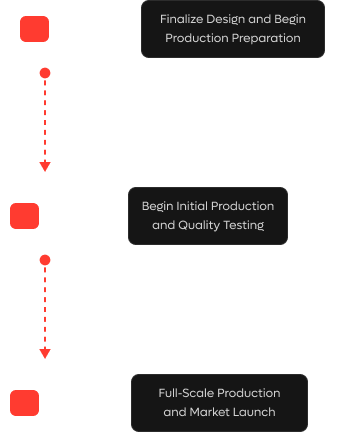 Finalize Design and Begin
Production Preparation
Begin Initial Production
and Quality Testing
Full-Scale Production
and Market Launch